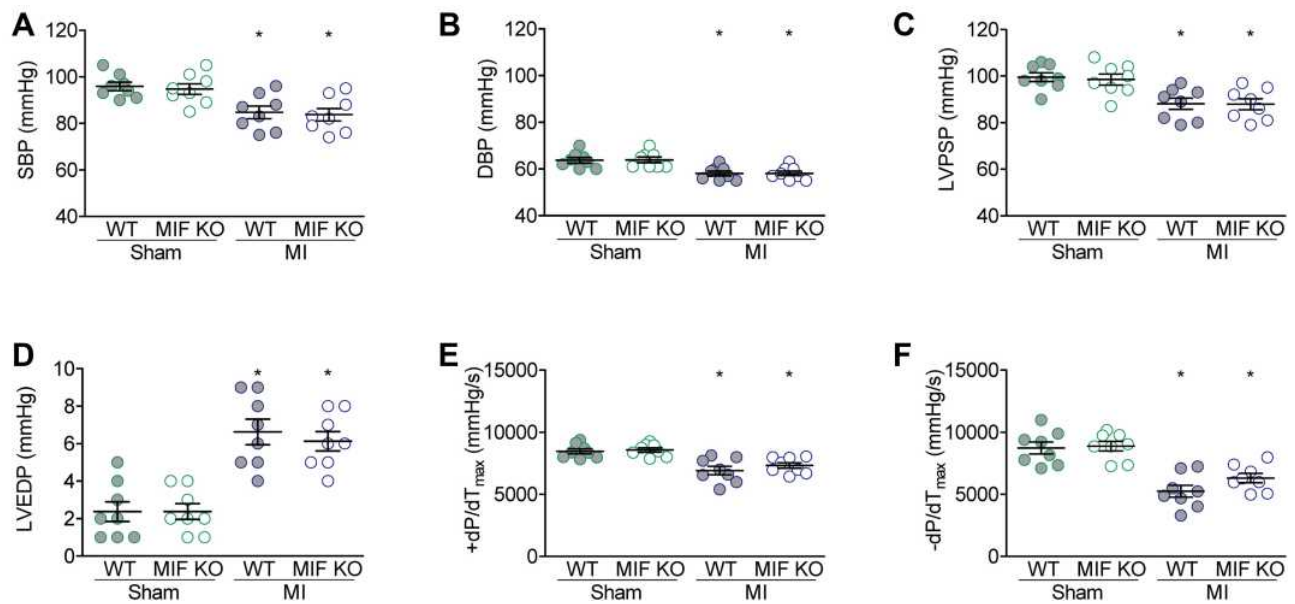 A
SBP (mmHg)
120
100
80
60
40
* *
WT MIF KO WT MIF KO
Sham MI
B
DBP (mmHg)
120
100
80
60
40
* *
WT MIF KO WT MIF KO
Sham MI
C
LVPSP (mmHg)
120
100
80
60
40
* *
WT MIF KO WT MIF KO
Sham MI
D
LVEDP (mmHg)
10
8
6
4
2
0
* *
WT MIF KO WT MIF KO
Sham MI
E
+dP/dTmax (mmHg/s)
15000
10000
5000
0
* *
WT MIF KO WT MIF KO
Sham MI
F
-dP/dTmax (mmHg/s)
15000
10000
5000
0
* *
WT MIF KO WT MIF KO
Sham MI